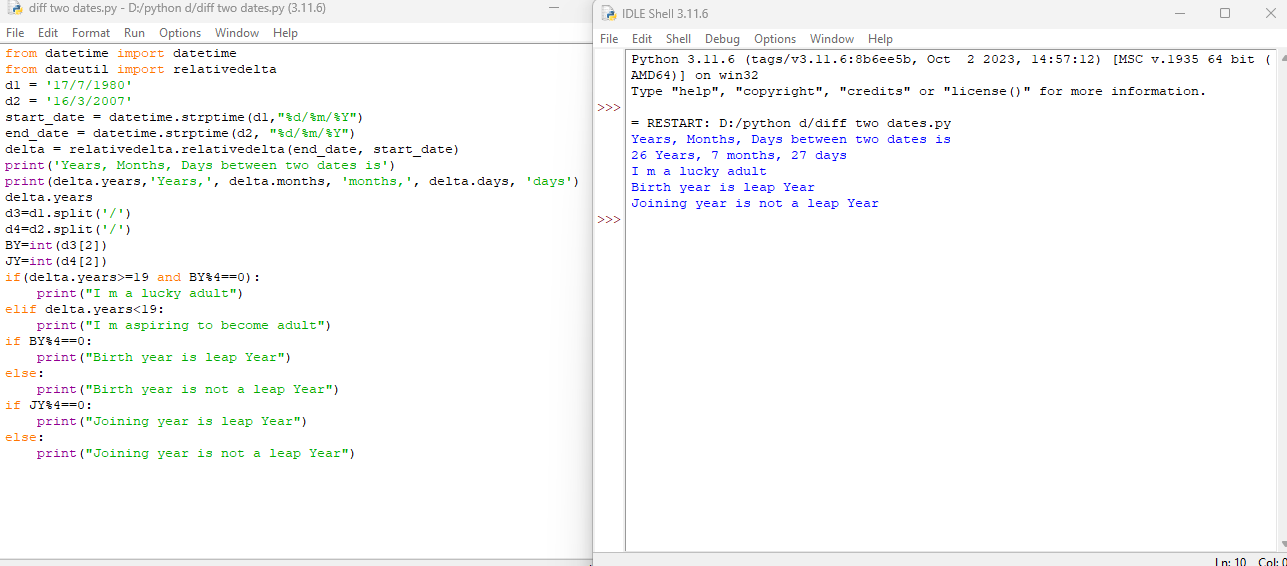 diff two dates.py - D:/python d/diff two dates.py (3.11.6)
File Edit Format Run Options Window Help
from datetime import datetime
from dateutil import relativedelta
d1 = '17/7/1980'
d2 = '16/3/2007'
start_date = datetime.strptime(d1,"%d/%m/%Y")
end_date = datetime.strptime(d2, "%d/%m/%Y")
delta = relativedelta.relativedelta(end_date, start_date)
print('Years, Months, Days between two dates is')
print(delta.years,'Years,', delta.months, 'months,', delta.days, 'days')
delta.years
d3=d1.split('/')
d4=d2.split('/')
BY=int(d3[2])
JY=int(d4[2])
if(delta.years>=19 and BY%4==0):
    print("I m a lucky adult")
elif delta.years<19:
    print("I m aspiring to become adult")
if BY%4==0:
    print("Birth year is leap Year")
else:
    print("Birth year is not a leap Year")
if JY%4==0:
    print("Joining year is leap Year")
else:
    print("Joining year is not a leap Year")
IDLE Shell 3.11.6
File Edit Shell Debug Options Window Help
Python 3.11.6 (tags/v3.11.6:8b6ee5b, Oct  2 2023, 14:57:12) [MSC v.1935 64 bit (
AMD64)] on win32
Type "help", "copyright", "credits" or "license()" for more information.
>>>
= RESTART: D:/python d/diff two dates.py
Years, Months, Days between two dates is
26 Years, 7 months, 27 days
I m a lucky adult
Birth year is leap Year
Joining year is not a leap Year
>>>
Ln: 10 Col: 0